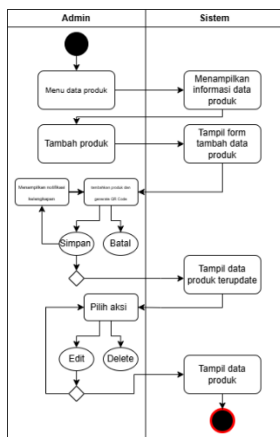 Admin
Sistem
Menu data produk
Menampilkan
informasi data
produk
Tambah produk
Tampil form
tambah data
produk
Menampilkan notifikasi
kelengkapan
tambahkan produk dan
generate QR Code
Simpan
Batal
Tampil data
produk terupdate
Pilih aksi
Edit
Delete
Tampil data
produk